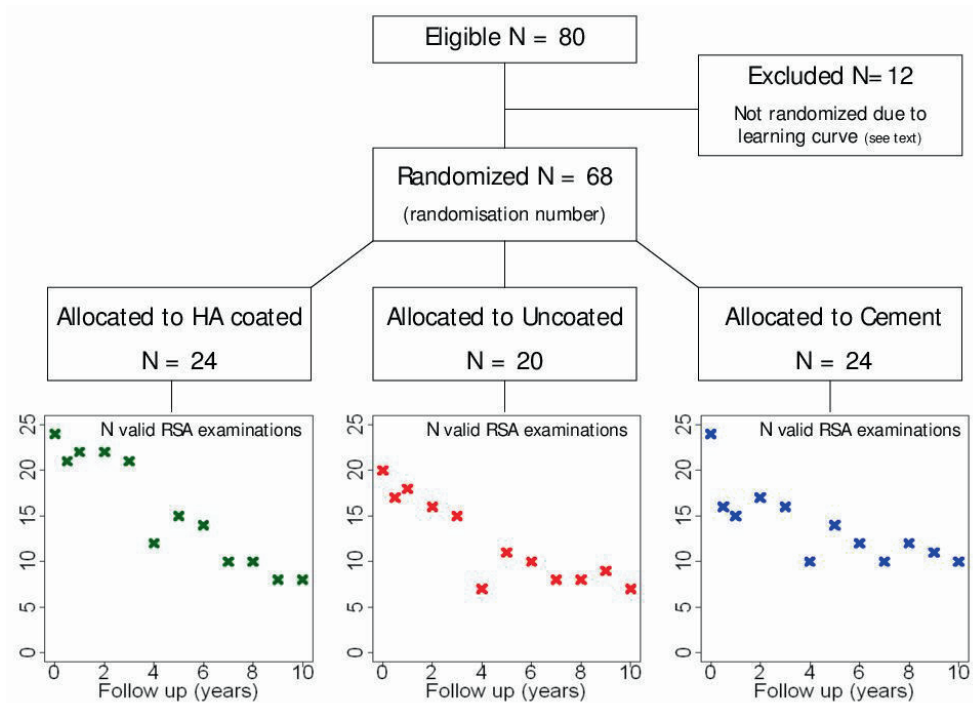 Eligible N = 80
Excluded N= 12
Not randomized due to
learning curve (see text)
Randomized N = 68
(randomisation number)
Allocated to HA coated
N = 24
Allocated to Uncoated
N = 20
Allocated to Cement
N = 24
N valid RSA examinations
25
20
15
10
5
0
0 2 4 6 8 10
Follow up (years)
N valid RSA examinations
25
20
15
10
5
0
0 2 4 6 8 10
Follow up (years)
N valid RSA examinations
25
20
15
10
5
0
0 2 4 6 8 10
Follow up (years)